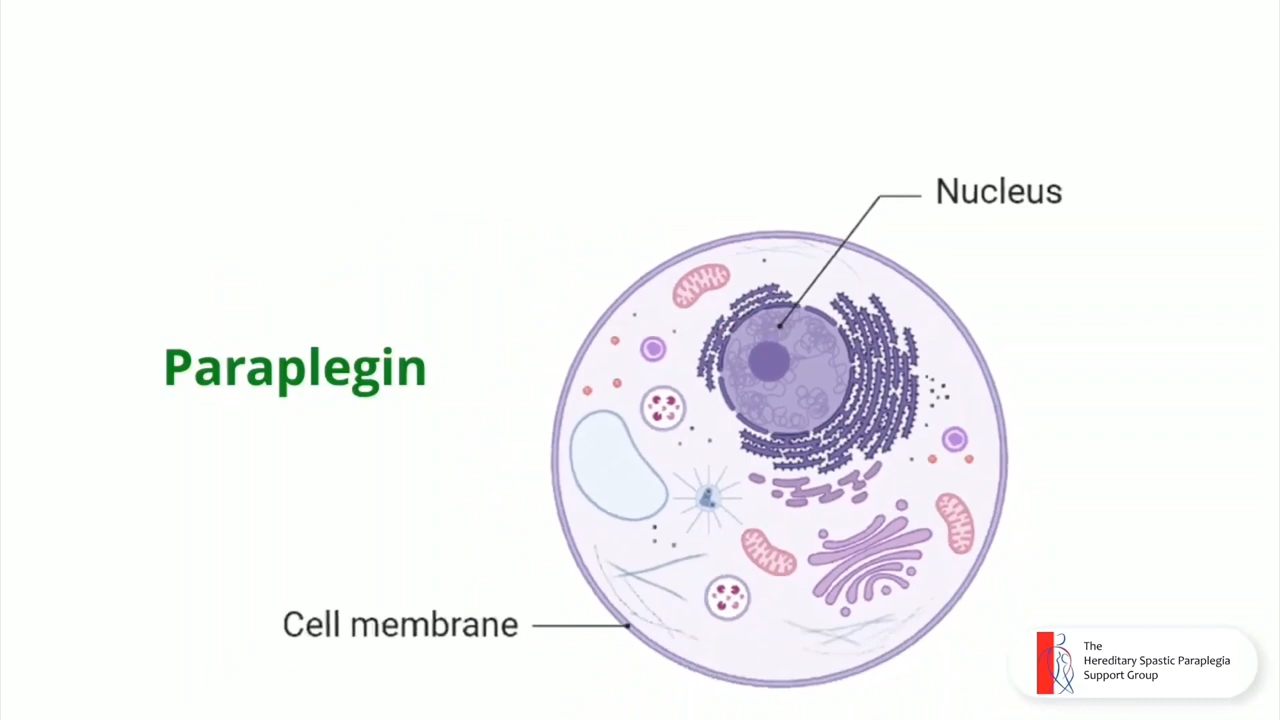 Nucleus
Paraplegin
Cell membrane
The
Hereditary Spastic Paraplegia
Support Group